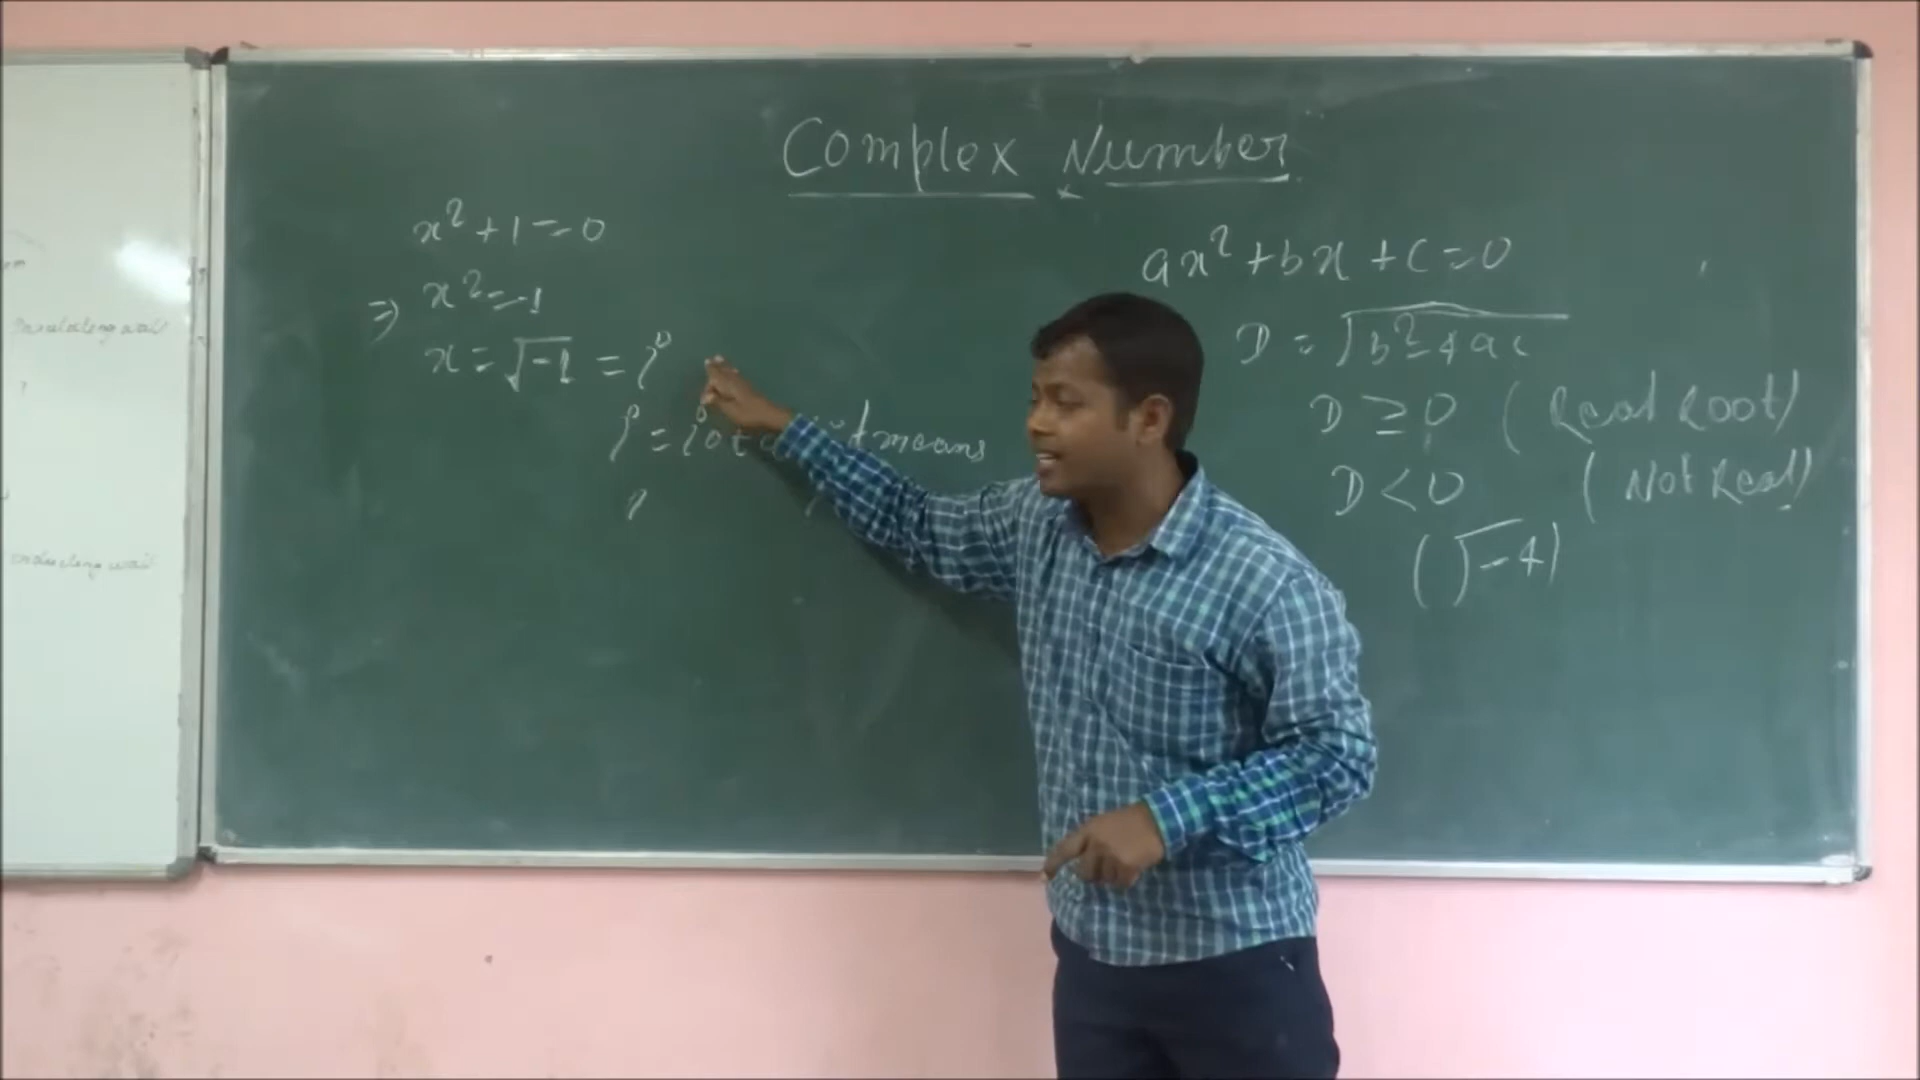 Complex Number
x² + 1 = 0
⇒ x² = -1
x = √-1 = i
i = iota means
ax² + bx + c = 0
D = √b² - 4ac
D ≥ 0 (Real Root)
D < 0 (Not Real)
(√-4)